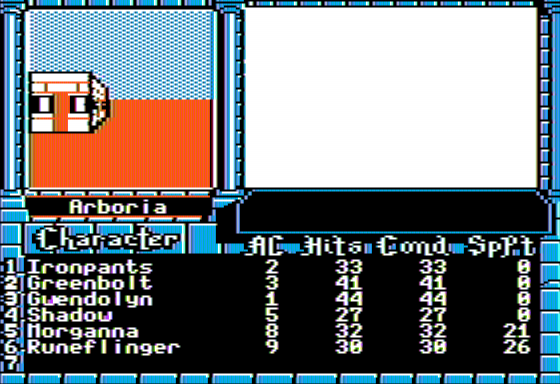 Arboria
Character AC Hits Cond SpPt
1 Ironpants 2 33 33 0
2 Greenbolt 3 41 41 0
3 Gwendolyn 1 44 44 0
4 Shadow 5 27 27 0
5 Morganna 8 32 32 21
6 Runeflinger 9 30 30 26
7